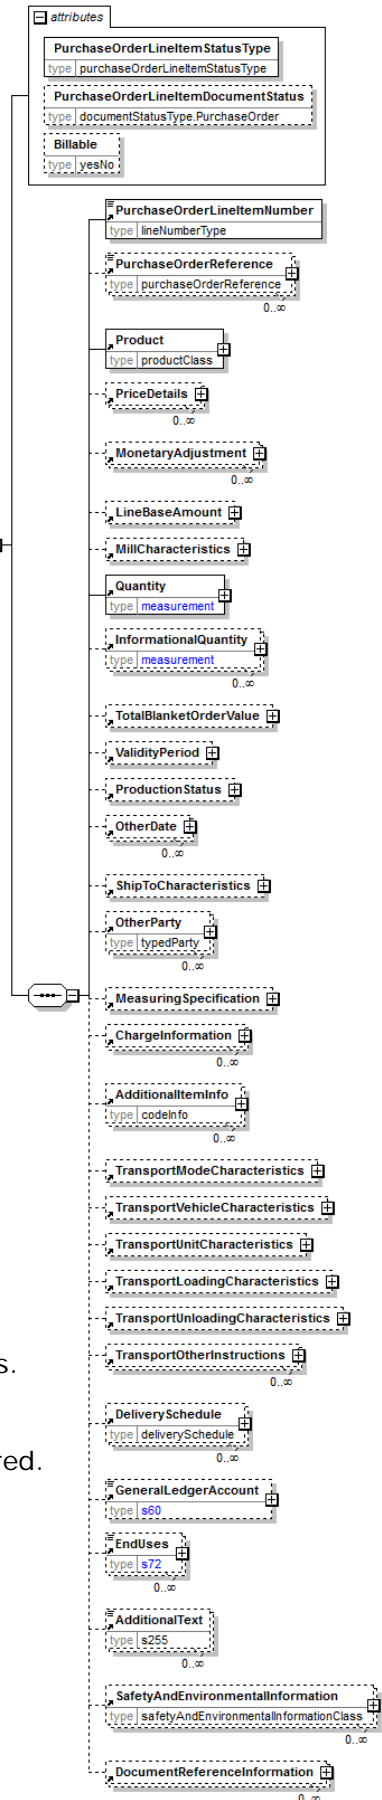 attributes
PurchaseOrderLineItemStatusType
type purchaseOrderLineItemStatusType
PurchaseOrderLineItemDocumentStatus
type documentStatusType.PurchaseOrder
Billable
type yesNo
PurchaseOrderLineItemNumber
type lineNumberType
PurchaseOrderReference
type purchaseOrderReference
0..∞
Product
type productClass
PriceDetails
0..∞
MonetaryAdjustment
0..∞
LineBaseAmount
MillCharacteristics
Quantity
type measurement
InformationalQuantity
type measurement
0..∞
TotalBlanketOrderValue
ValidityPeriod
ProductionStatus
OtherDate
0..∞
ShipToCharacteristics
OtherParty
type typedParty
0..∞
MeasuringSpecification
ChargeInformation
0..∞
AdditionalItemInfo
type codeInfo
0..∞
TransportModeCharacteristics
TransportVehicleCharacteristics
TransportUnitCharacteristics
TransportLoadingCharacteristics
TransportUnloadingCharacteristics
TransportOtherInstructions
s.
0..∞
DeliverySchedule
type deliverySchedule
red.
0..∞
GeneralLedgerAccount
type s60
EndUses
type s72
0..∞
AdditionalText
type s255
0..∞
SafetyAndEnvironmentalInformation
type safetyAndEnvironmentalInformationClass
0..∞
DocumentReferenceInformation
0..∞